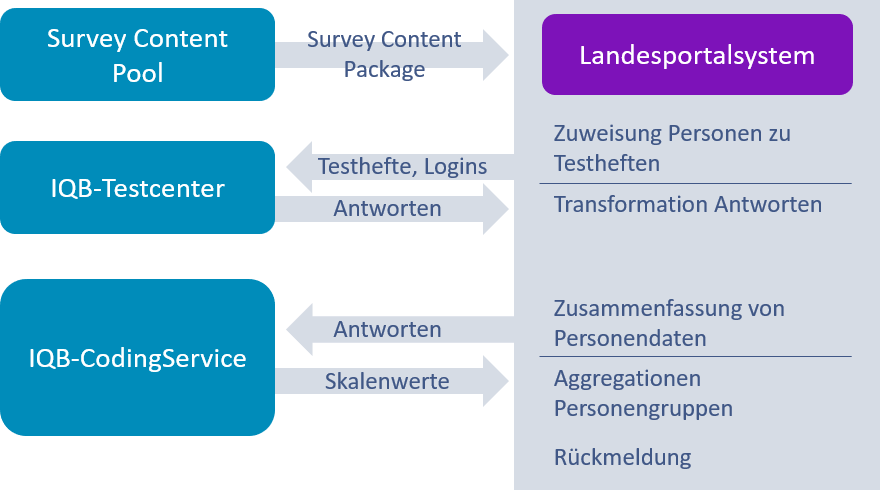 Survey Content
Pool
Survey Content
Package
Landesportalsystem
IQB-Testcenter
Testhefte, Logins
Antworten
Zuweisung Personen zu
Testheften
Transformation Antworten
IQB-CodingService
Antworten
Skalenwerte
Zusammenfassung von
Personendaten
Aggregationen
Personengruppen
Rückmeldung